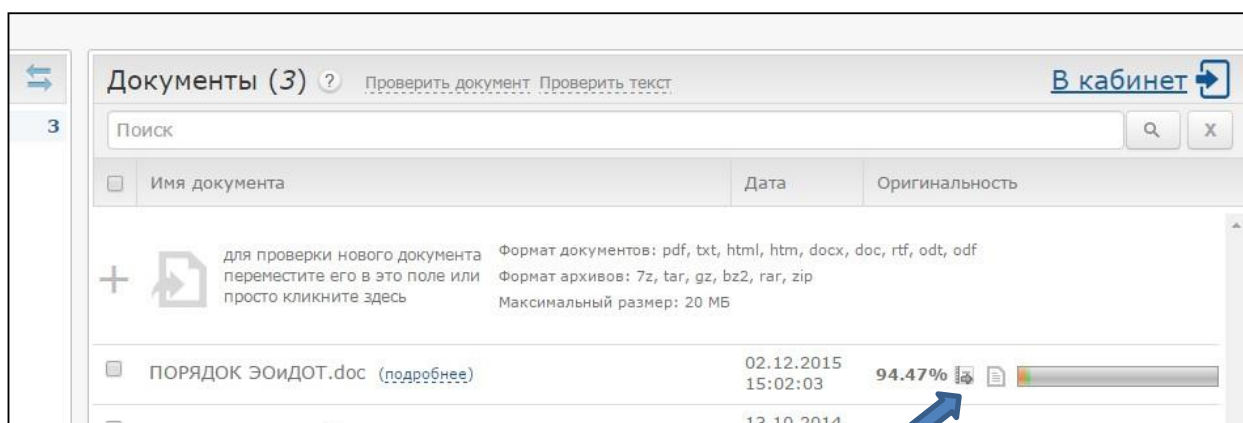 Документы (3) ? Проверить документ Проверить текст В кабинет
3
Поиск X
Имя документа Дата Оригинальность
для проверки нового документа
переместите его в это поле или
просто кликните здесь
Формат документов: pdf, txt, html, htm, docx, doc, rtf, odt, odf
Формат архивов: 7z, tar, gz, bz2, rar, zip
Максимальный размер: 20 МБ
ПОРЯДОК ЭОиДОТ.doc (подробнее) 02.12.2015
15:02:03 94.47%
13.10.2014